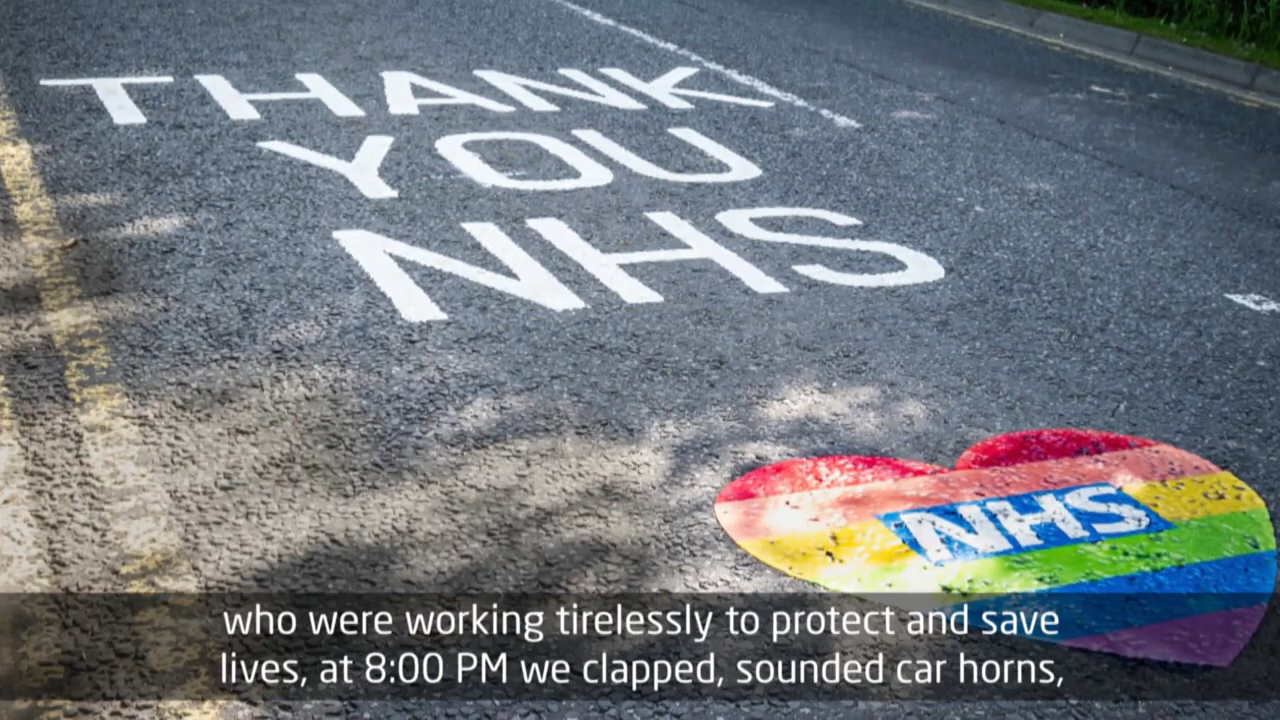 THANK
YOU
NHS
NHS
who were working tirelessly to protect and save
lives, at 8:00 PM we clapped, sounded car horns,